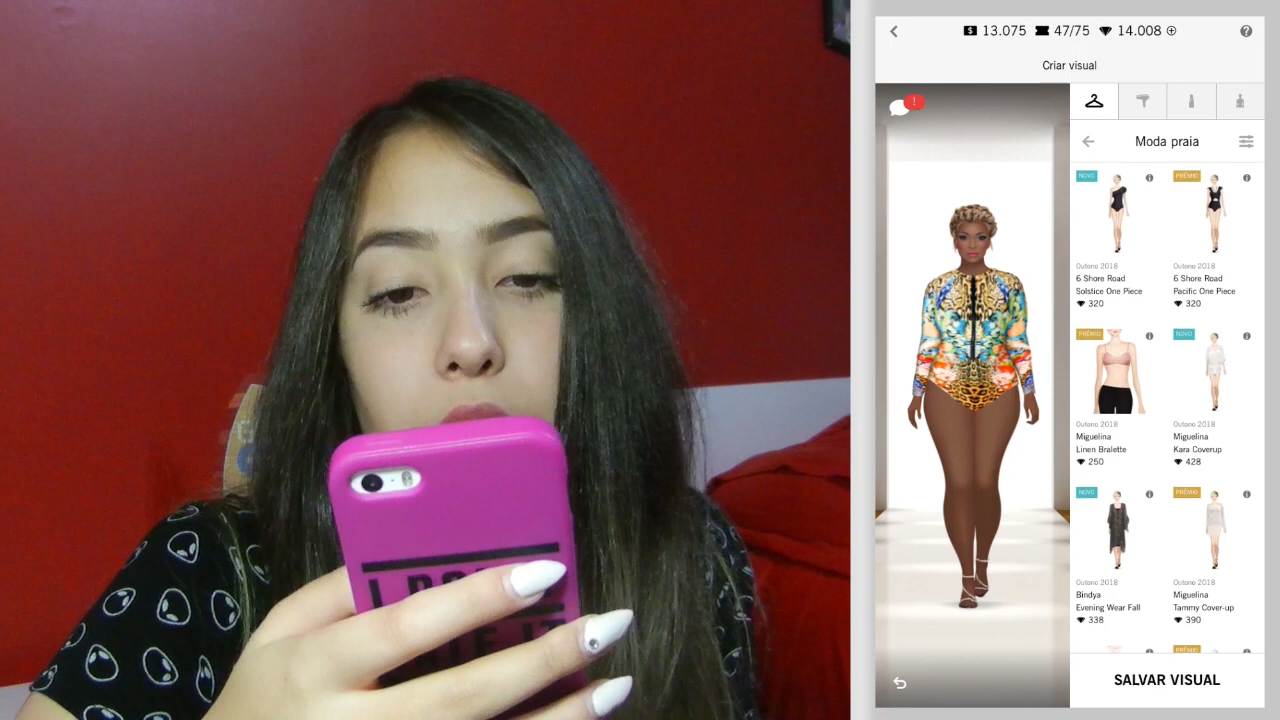 13.075 47/75 14.008
Criar visual
Moda praia
NOVO
PRÊMIO
Outono 2018
6 Shore Road
Solstice One Piece
320
Outono 2018
6 Shore Road
Pacific One Piece
320
PRÊMIO
NOVO
Outono 2018
Miguelina
Linen Bralette
250
Outono 2018
Miguelina
Kara Coverup
428
NOVO
PRÊMIO
Outono 2018
Bindya
Evening Wear Fall
338
Outono 2018
Miguelina
Tammy Cover-up
390
PRÊMIO
SALVAR VISUAL